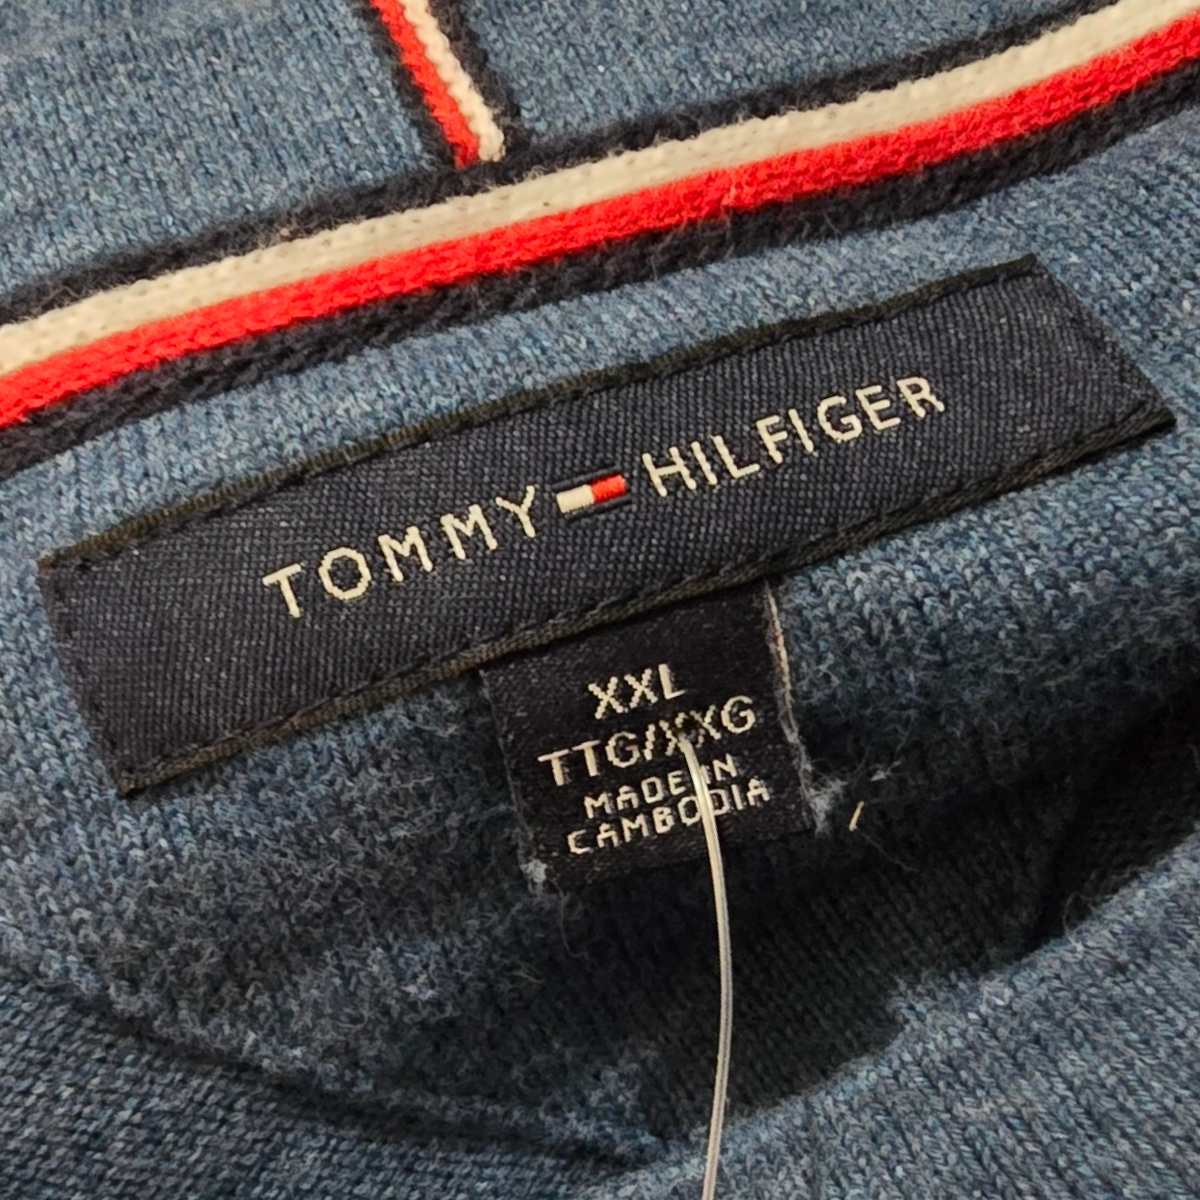 TOMMY HILFIGER
XXL
TTG/XXG
MADE IN
CAMBODIA